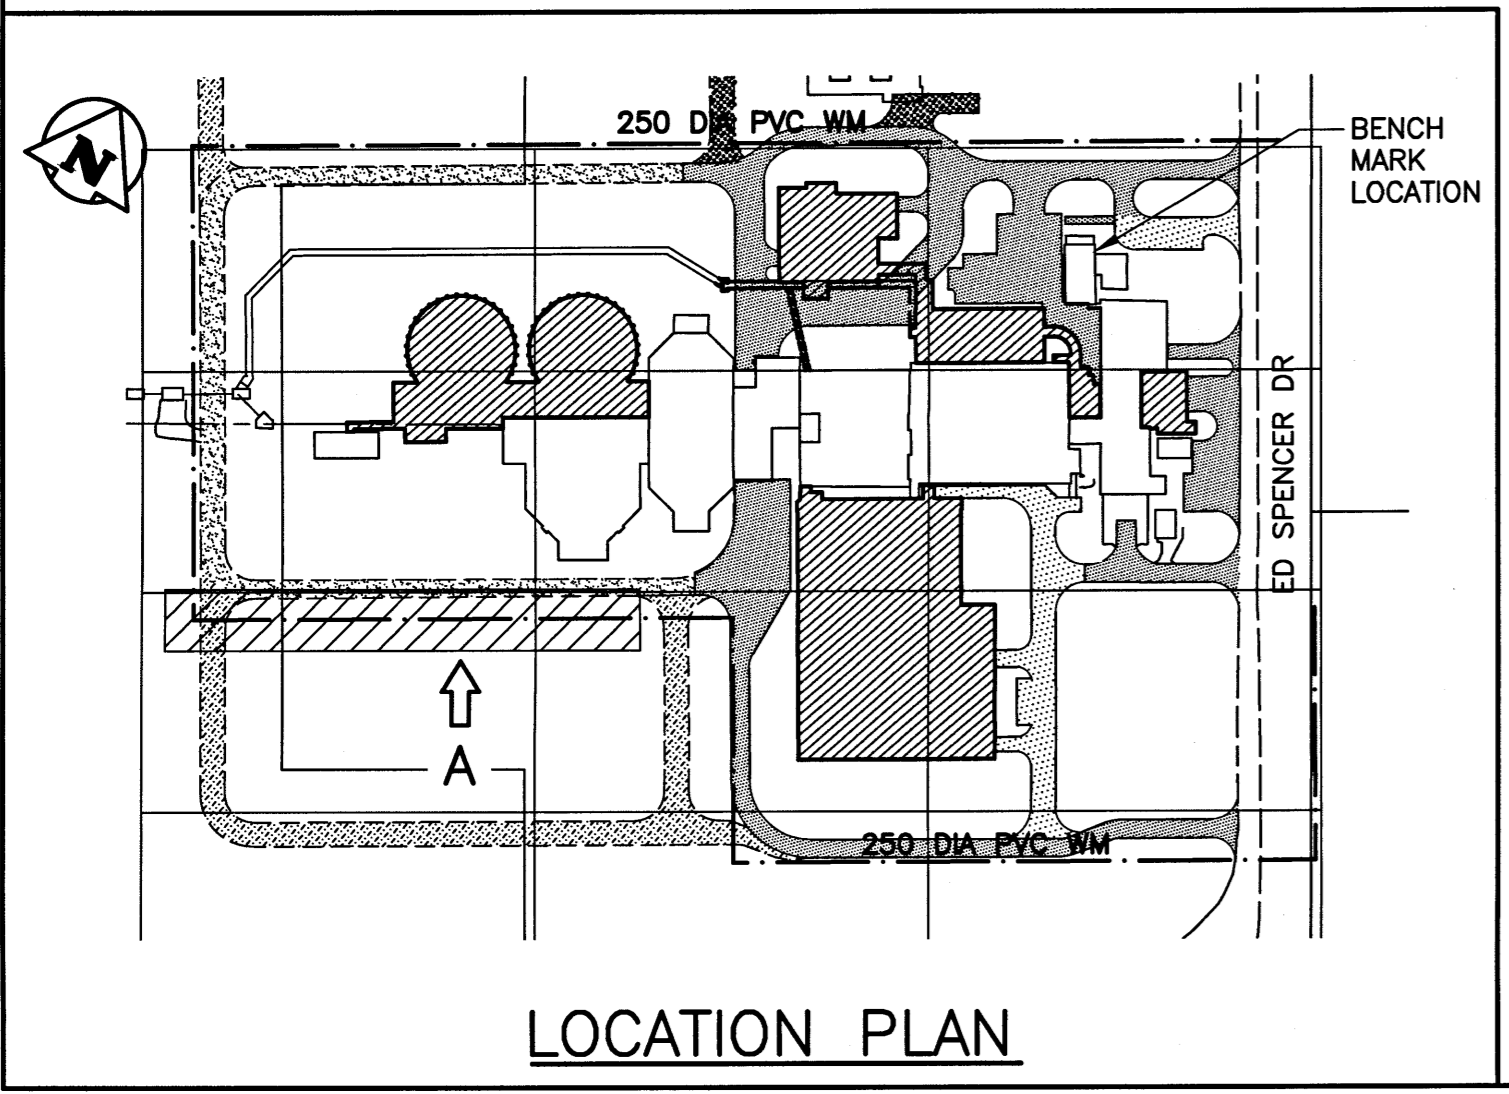 250 DIA PVC WM
BENCH
MARK
LOCATION
N
ED SPENCER DR
A
250 DIA PVC WM
LOCATION PLAN